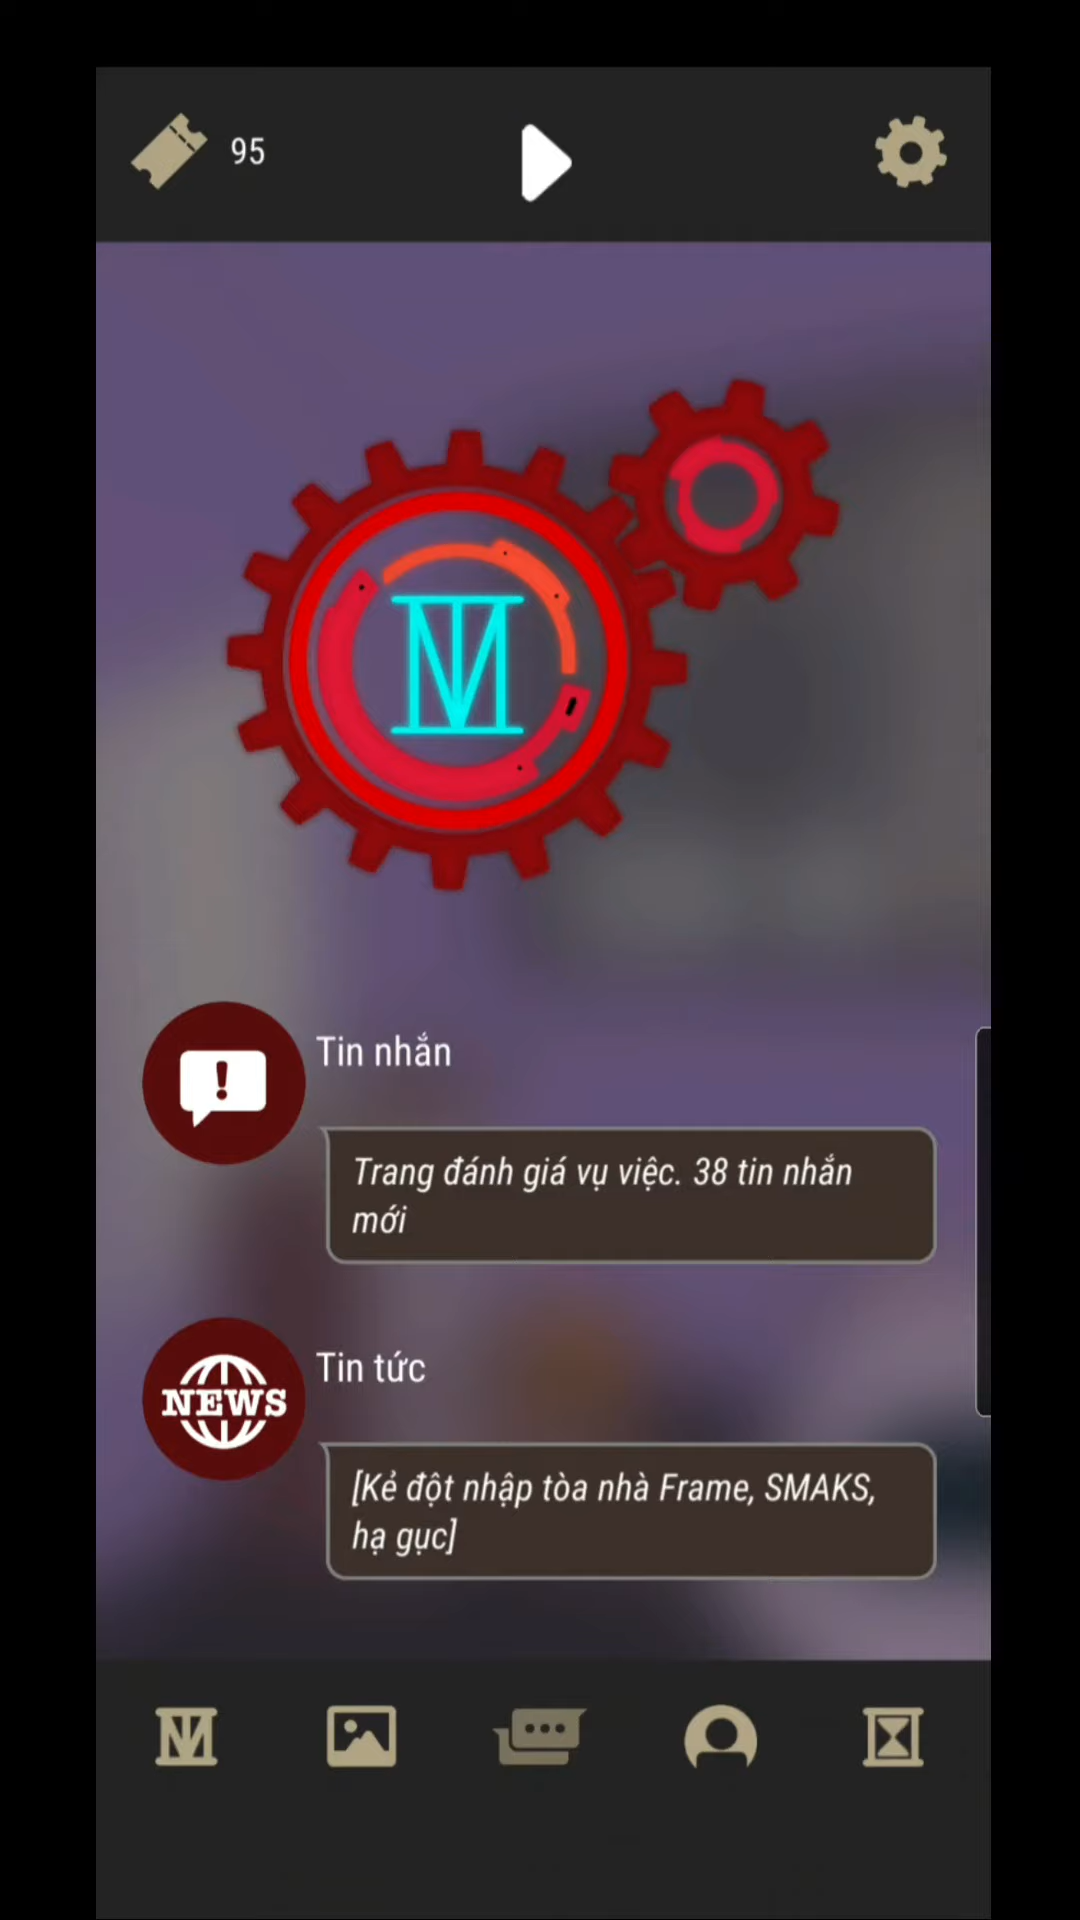 95
Tin nhắn
Trang đánh giá vụ việc. 38 tin nhắn
mới
NEWS
Tin tức
[Kẻ đột nhập tòa nhà Frame, SMAKS,
hạ gục]